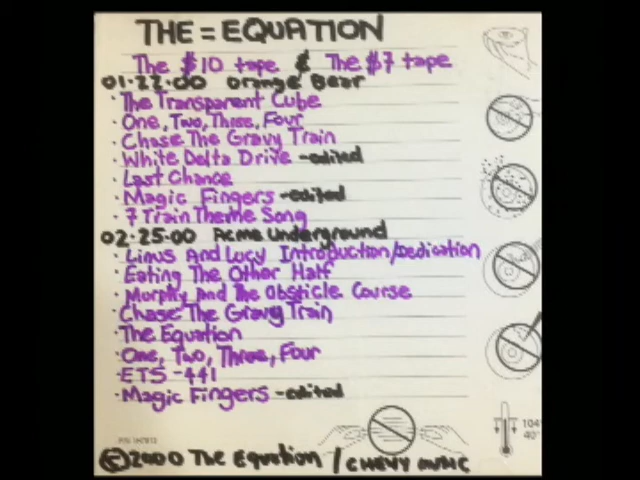 THE = EQUATION
The $10 tape & The $7 tape
01·22·00 Orange Bear
· The Transparent Cube
· One, Two, Three, Four
· Chase The Gravy Train
· White Delta Drive -edited
· Last Chance
· Magic Fingers -edited
· 7 Train Theme Song
02·25·00 Acme Underground
· Linus And Lucy Introduction/Dedication
· Eating The Other Half
· Morphy And The Obsticle Course
· Chase The Gravy Train
· The Equation
· One, Two, Three, Four
· ETS -441
· Magic Fingers -edited
104°
40°
©2000 The Equation / CHEVY MUSIC